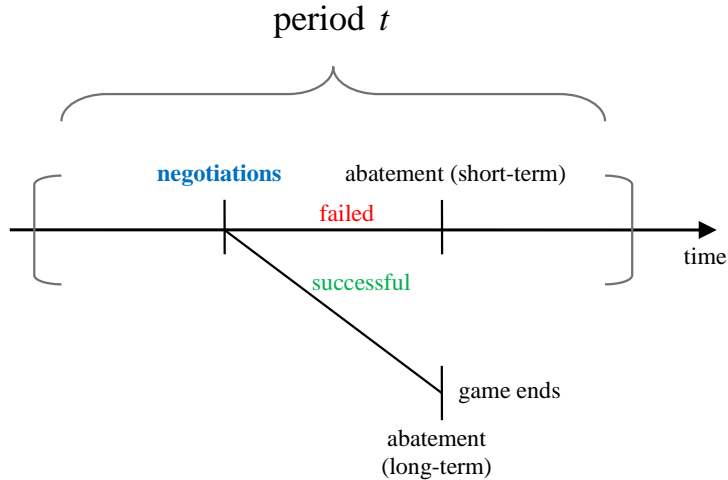 period t
negotiations
abatement (short-term)
failed
time
successful
game ends
abatement
(long-term)